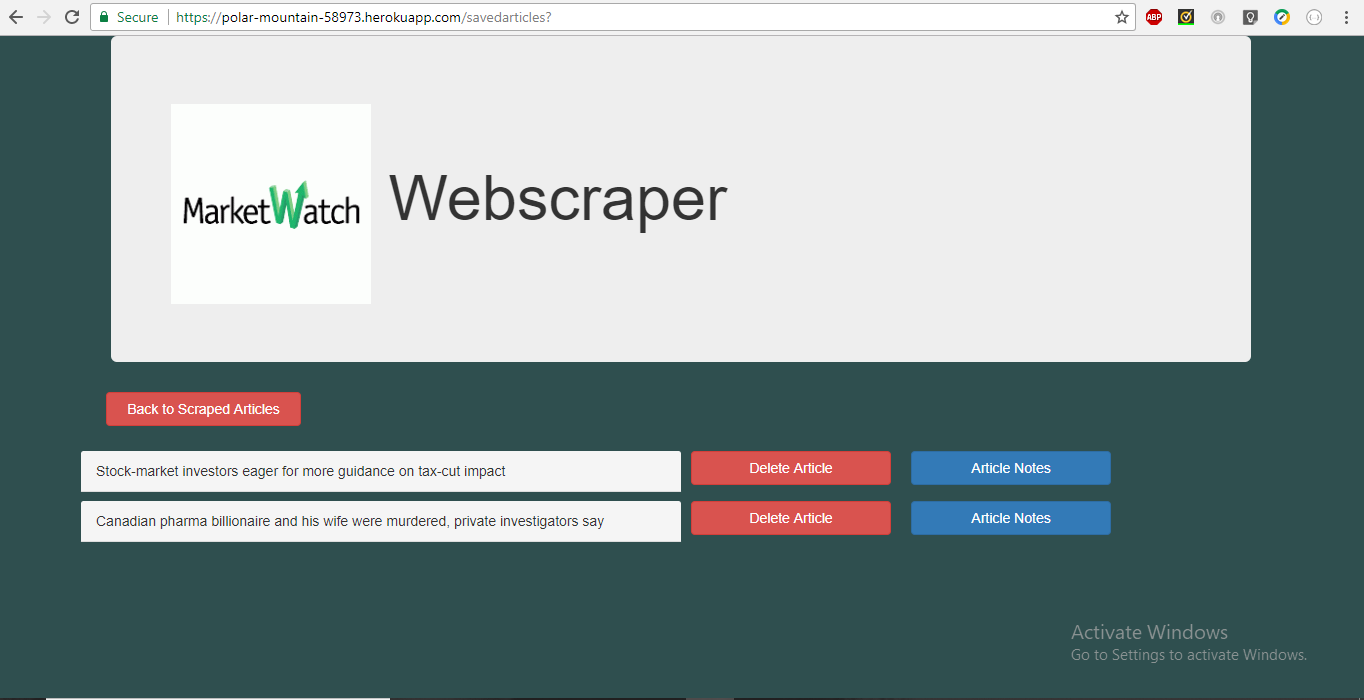 Secure https://polar-mountain-58973.herokuapp.com/savedarticles?
ABP
MarketWatch
Webscraper
Back to Scraped Articles
Stock-market investors eager for more guidance on tax-cut impact Delete Article Article Notes
Canadian pharma billionaire and his wife were murdered, private investigators say Delete Article Article Notes
Activate Windows
Go to Settings to activate Windows.